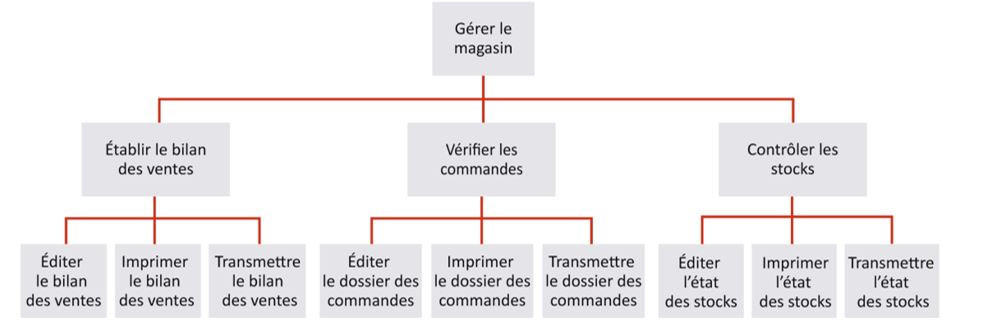 Gérer le
magasin
Établir le bilan
des ventes
Vérifier les
commandes
Contrôler les
stocks
Éditer
le bilan
des ventes
Imprimer
le bilan
des ventes
Transmettre
le bilan
des ventes
Éditer
le dossier des
commandes
Imprimer
le dossier des
commandes
Transmettre
le dossier des
commandes
Éditer
l’état
des stocks
Imprimer
l’état
des stocks
Transmettre
l’état
des stocks